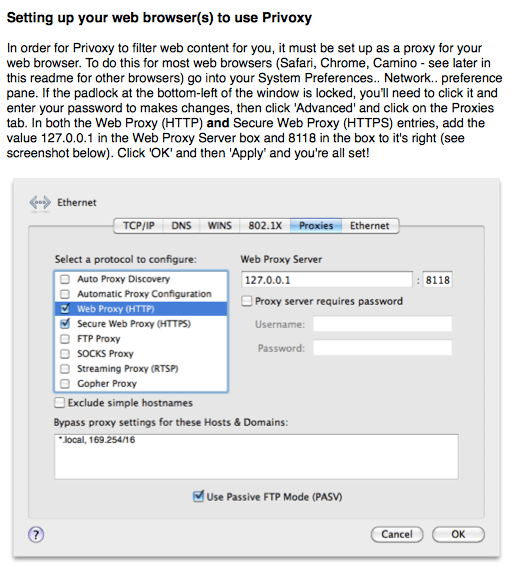 Setting up your web browser(s) to use Privoxy
In order for Privoxy to filter web content for you, it must be set up as a proxy for your
web browser. To do this for most web browsers (Safari, Chrome, Camino - see later in
this readme for other browsers) go into your System Preferences.. Network.. preference
pane. If the padlock at the bottom-left of the window is locked, you'll need to click it and
enter your password to makes changes, then click 'Advanced' and click on the Proxies
tab. In both the Web Proxy (HTTP) and Secure Web Proxy (HTTPS) entries, add the
value 127.0.0.1 in the Web Proxy Server box and 8118 in the box to it's right (see
screenshot below). Click 'OK' and then 'Apply' and you're all set!
Ethernet
TCP/IP DNS WINS 802.1X Proxies Ethernet
Select a protocol to configure:
Auto Proxy Discovery
Automatic Proxy Configuration
Web Proxy (HTTP)
Secure Web Proxy (HTTPS)
FTP Proxy
SOCKS Proxy
Streaming Proxy (RTSP)
Gopher Proxy
Exclude simple hostnames
Web Proxy Server
127.0.0.1 : 8118
Proxy server requires password
Username:
Password:
Bypass proxy settings for these Hosts & Domains:
*.local, 169.254/16
Use Passive FTP Mode (PASV)
? Cancel OK